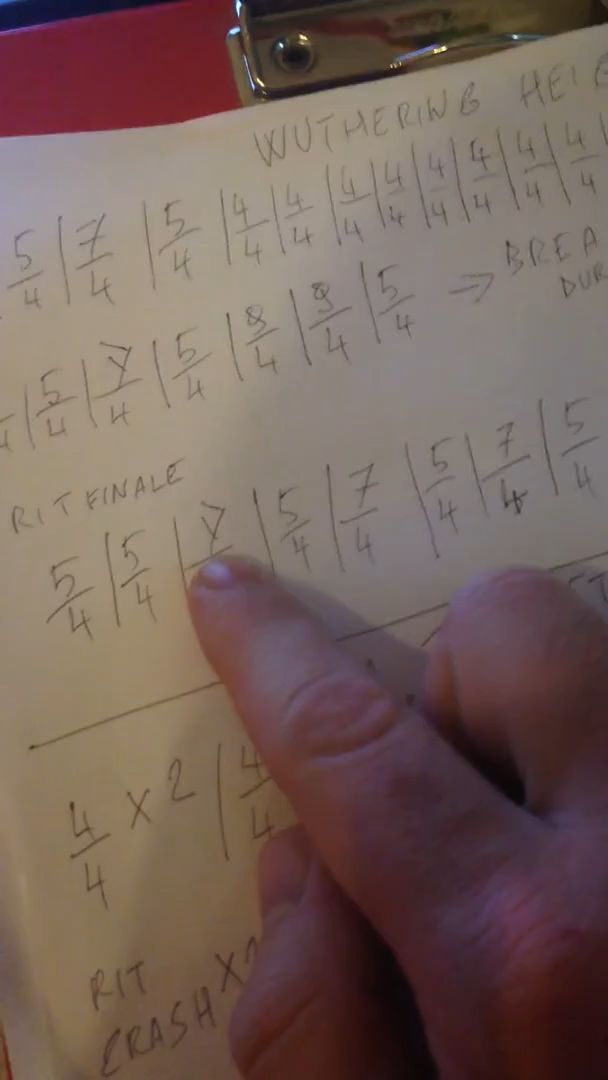 WUTHERING
5/4 | 7/4 | 5/4 | 4/4 | 4/4 | 4/4 | 4/4 | 4/4 | 4/4 | 4/4 | 4/4
| 5/4 | 7/4 | 5/4 | 8/4 | 8/4 | 5/4 ⇒
RIT FINALE
5/4 | 5/4 | 7 | 5/4 | 7/4 | 5/4 | 7/4 | 5/4
4/4 X2 | 4/4
RIT
CRASH